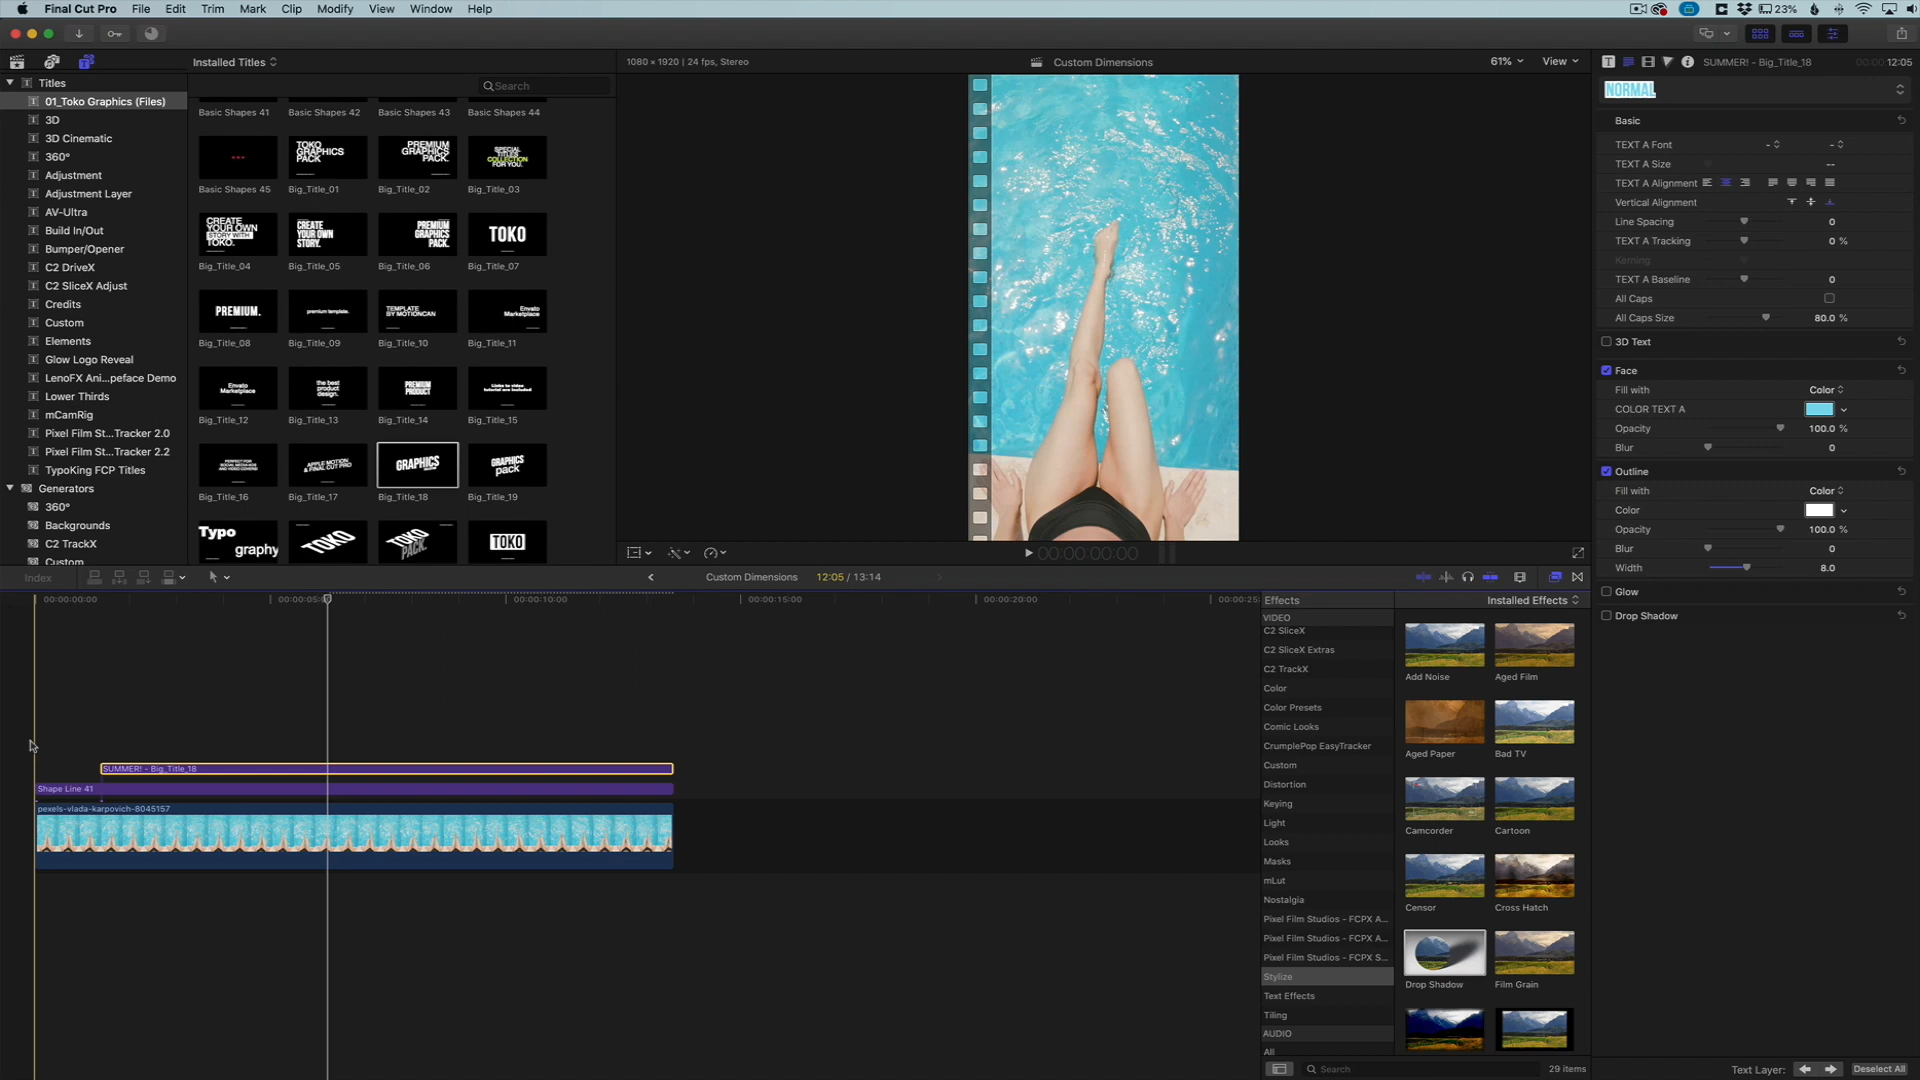 Final Cut Pro File Edit Trim Mark Clip Modify View Window Help
23%
Installed Titles
Search
Titles
01_Toko Graphics (Files)
3D
3D Cinematic
360°
Adjustment
Adjustment Layer
AV-Ultra
Build In/Out
Bumper/Opener
C2 DriveX
C2 SliceX Adjust
Credits
Custom
Elements
Glow Logo Reveal
LenoFX Ani...peface Demo
Lower Thirds
mCamRig
Pixel Film St...Tracker 2.0
Pixel Film St...Tracker 2.2
TypoKing FCP Titles
Generators
360°
Backgrounds
C2 TrackX
Custom
Basic Shapes 41 Basic Shapes 42 Basic Shapes 43 Basic Shapes 44
TOKO
GRAPHICS
PACK
PREMIUM
GRAPHICS
PACK.
SPECIAL
TITLES
COLLECTION
FOR YOU.
Basic Shapes 45 Big_Title_01 Big_Title_02 Big_Title_03
CREATE
YOUR OWN
STORY WITH
TOKO.
CREATE
YOUR OWN
STORY.
PREMIUM
GRAPHICS
PACK.
TOKO
Big_Title_04 Big_Title_05 Big_Title_06 Big_Title_07
PREMIUM.
premium template.
TEMPLATE
BY MOTIONCAN
Envato
Marketplace
Big_Title_08 Big_Title_09 Big_Title_10 Big_Title_11
Envato
Marketplace
the best
product
design.
PREMIUM
PRODUCT
Links to video
tutorial are included
Big_Title_12 Big_Title_13 Big_Title_14 Big_Title_15
PERFECT FOR
SOCIAL MEDIA ADS
AND VIDEO COVERS!
APPLE MOTION
& FINAL CUT PRO!
GRAPHICS
GRAPHICS
pack
Big_Title_16 Big_Title_17 Big_Title_18 Big_Title_19
Typo
graphy
TOKO
TOKO
PACK.
TOKO
1080 × 1920 | 24 fps, Stereo
Custom Dimensions
61% View
00:00:00:00
SUMMER! - Big_Title_18
12:05
NORMAL
Basic
TEXT A Font - -
TEXT A Size --
TEXT A Alignment
Vertical Alignment
Line Spacing 0
TEXT A Tracking 0 %
Kerning
TEXT A Baseline 0
All Caps
All Caps Size 80.0 %
3D Text
Face
Fill with Color
COLOR TEXT A
Opacity 100.0 %
Blur 0
Outline
Fill with Color
Color
Opacity 100.0 %
Blur 0
Width 8.0
Glow
Drop Shadow
Text Layer: Deselect All
Index
Custom Dimensions 12:05 / 13:14
00:00:00:00 00:00:05:0 00:00:10:00 00:00:15:00 00:00:20:00 00:00:25:
SUMMER! - Big_Title_18
Shape Line 41
pexels-vlada-karpovich-8045157
Effects
Installed Effects
VIDEO
C2 SliceX
C2 SliceX Extras
C2 TrackX
Color
Color Presets
Comic Looks
CrumplePop EasyTracker
Custom
Distortion
Keying
Light
Looks
Masks
mLut
Nostalgia
Pixel Film Studios - FCPX A...
Pixel Film Studios - FCPX A...
Pixel Film Studios - FCPX S...
Stylize
Text Effects
Tiling
AUDIO
All
Add Noise Aged Film
Aged Paper Bad TV
Camcorder Cartoon
Censor Cross Hatch
Drop Shadow Film Grain
Search
29 items